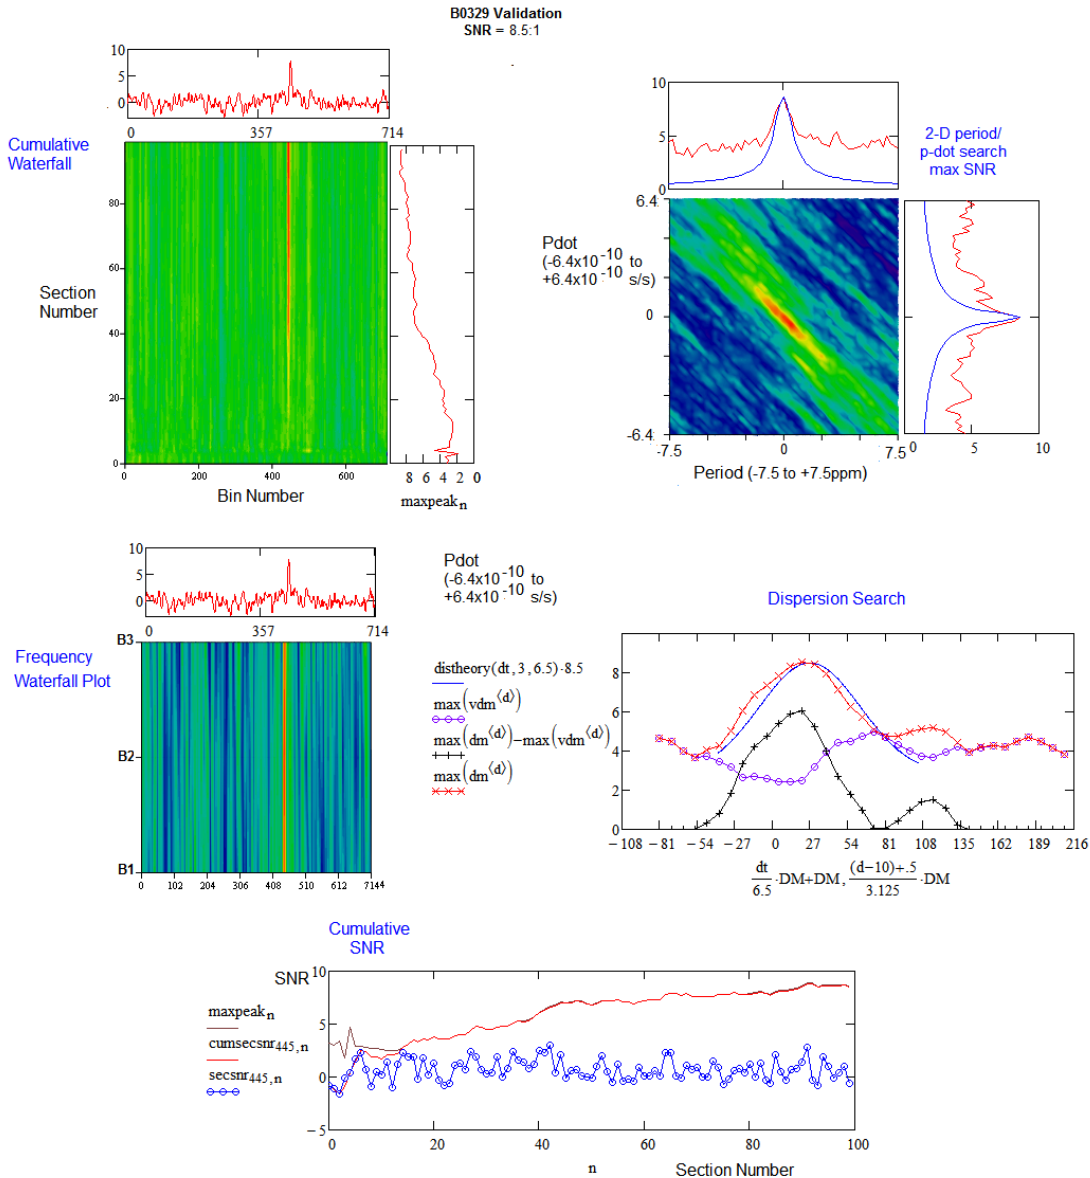 B0329 Validation
SNR = 8.5:1
10
5
0
0 357 714
Cumulative
Waterfall
80
60
40
20
0
Section
Number
0 200 400 600
Bin Number
8 6 4 2 0
maxpeak n
10
5
0
2-D period/
p-dot search
max SNR
6.4
0
-6.4
Pdot
(-6.4x10 -10 to
+6.4x10 -10 s/s)
-7.5 0 7.5
Period (-7.5 to +7.5ppm)
0 5 10
10
5
0
0 357 714
Pdot
(-6.4x10 -10 to
+6.4x10 -10 s/s)
Frequency
Waterfall Plot
B3
B2
B1
0 102 204 306 408 510 612 7144
Dispersion Search
distheory(dt, 3, 6.5)·8.5
max(vdm<d>)
max(dm<d>)−max(vdm<d>)
max(dm<d>)
8
6
4
2
0
−108 −81 −54 −27 0 27 54 81 108 135 162 189 216
dt/6.5 ·DM+DM , (d−10)+.5/3.125 ·DM
Cumulative
SNR
SNR
10
5
0
−5
maxpeak n
cumsecsnr 445, n
secsnr 445, n
0 20 40 60 80 100
n
Section Number